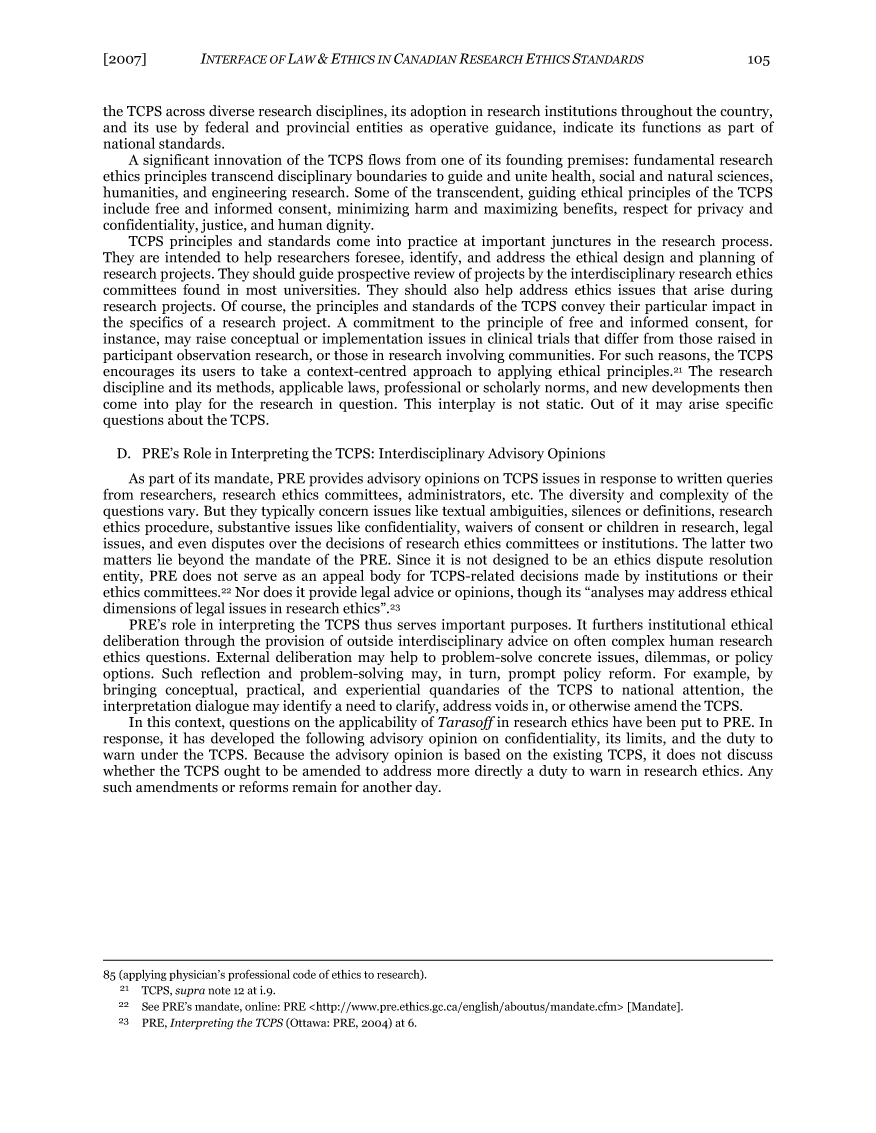 [2007] INTERFACE OF LAW & ETHICS IN CANADIAN RESEARCH ETHICS STANDARDS 105
the TCPS across diverse research disciplines, its adoption in research institutions throughout the country,
and its use by federal and provincial entities as operative guidance, indicate its functions as part of
national standards.
A significant innovation of the TCPS flows from one of its founding premises: fundamental research
ethics principles transcend disciplinary boundaries to guide and unite health, social and natural sciences,
humanities, and engineering research. Some of the transcendent, guiding ethical principles of the TCPS
include free and informed consent, minimizing harm and maximizing benefits, respect for privacy and
confidentiality, justice, and human dignity.
TCPS principles and standards come into practice at important junctures in the research process.
They are intended to help researchers foresee, identify, and address the ethical design and planning of
research projects. They should guide prospective review of projects by the interdisciplinary research ethics
committees found in most universities. They should also help address ethics issues that arise during
research projects. Of course, the principles and standards of the TCPS convey their particular impact in
the specifics of a research project. A commitment to the principle of free and informed consent, for
instance, may raise conceptual or implementation issues in clinical trials that differ from those raised in
participant observation research, or those in research involving communities. For such reasons, the TCPS
encourages its users to take a context-centred approach to applying ethical principles.21 The research
discipline and its methods, applicable laws, professional or scholarly norms, and new developments then
come into play for the research in question. This interplay is not static. Out of it may arise specific
questions about the TCPS.
D. PRE's Role in Interpreting the TCPS: Interdisciplinary Advisory Opinions
As part of its mandate, PRE provides advisory opinions on TCPS issues in response to written queries
from researchers, research ethics committees, administrators, etc. The diversity and complexity of the
questions vary. But they typically concern issues like textual ambiguities, silences or definitions, research
ethics procedure, substantive issues like confidentiality, waivers of consent or children in research, legal
issues, and even disputes over the decisions of research ethics committees or institutions. The latter two
matters lie beyond the mandate of the PRE. Since it is not designed to be an ethics dispute resolution
entity, PRE does not serve as an appeal body for TCPS-related decisions made by institutions or their
ethics committees.22 Nor does it provide legal advice or opinions, though its “analyses may address ethical
dimensions of legal issues in research ethics”.23
PRE's role in interpreting the TCPS thus serves important purposes. It furthers institutional ethical
deliberation through the provision of outside interdisciplinary advice on often complex human research
ethics questions. External deliberation may help to problem-solve concrete issues, dilemmas, or policy
options. Such reflection and problem-solving may, in turn, prompt policy reform. For example, by
bringing conceptual, practical, and experiential quandaries of the TCPS to national attention, the
interpretation dialogue may identify a need to clarify, address voids in, or otherwise amend the TCPS.
In this context, questions on the applicability of Tarasoff in research ethics have been put to PRE. In
response, it has developed the following advisory opinion on confidentiality, its limits, and the duty to
warn under the TCPS. Because the advisory opinion is based on the existing TCPS, it does not discuss
whether the TCPS ought to be amended to address more directly a duty to warn in research ethics. Any
such amendments or reforms remain for another day.
85 (applying physician's professional code of ethics to research).
21 TCPS, supra note 12 at i.9.
22 See PRE's mandate, online: PRE <http://www.pre.ethics.gc.ca/english/aboutus/mandate.cfm> [Mandate].
23 PRE, Interpreting the TCPS (Ottawa: PRE, 2004) at 6.